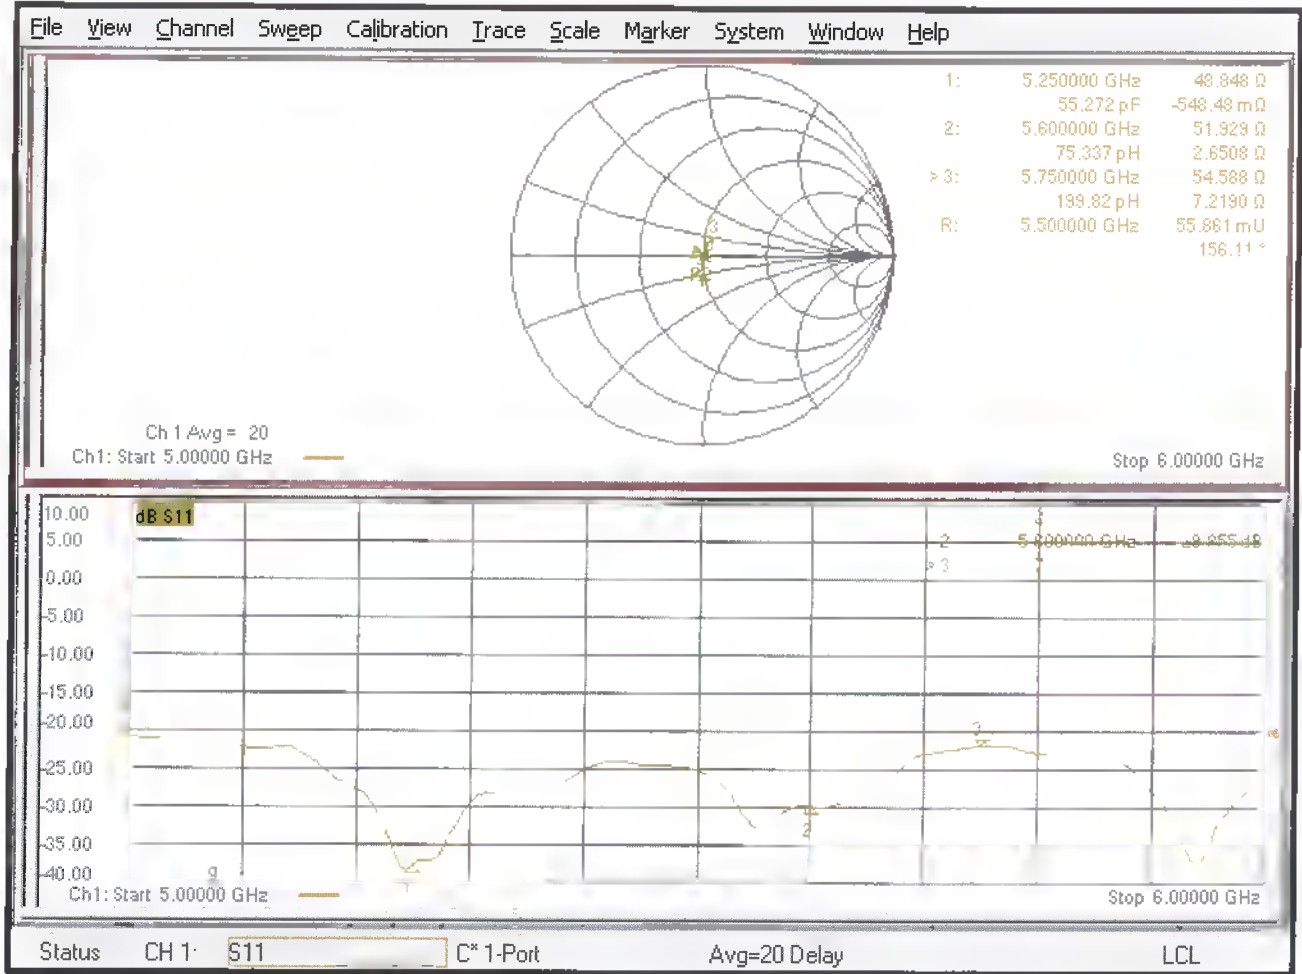 File View Channel Sweep Calibration Trace Scale Marker System Window Help
1: 5.250000 GHz 48.848 Ω
55.272 pF -548.48 mΩ
2: 5.600000 GHz 51.929 Ω
75.337 pH 2.6508 Ω
> 3: 5.750000 GHz 54.588 Ω
199.82 pH 7.2190 Ω
R: 5.500000 GHz 55.861 mU
156.11 °
3
Ch 1 Avg = 20
Ch1: Start 5.00000 GHz
Stop 6.00000 GHz
10.00
dB S11
5.00
2
0.00
> 3
-5.00
-10.00
-15.00
-20.00
3
-25.00
-30.00
2
-35.00
-40.00
Ch1: Start 5.00000 GHz
Stop 6.00000 GHz
Status CH 1: S11 C* 1-Port Avg=20 Delay LCL